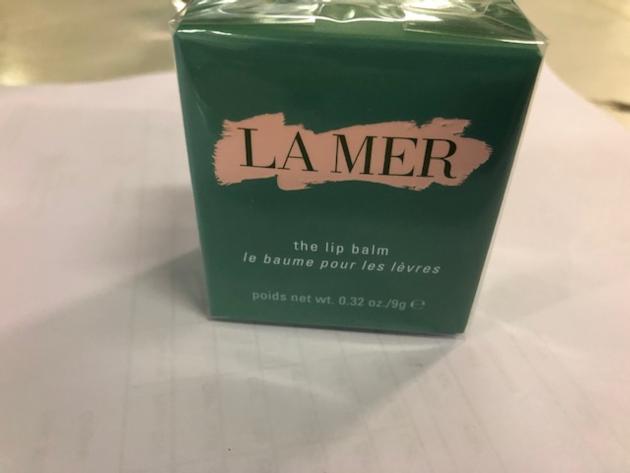 LA MER
the lip balm
le baume pour les lèvres
poids net wt. 0.32 oz./9g ℮